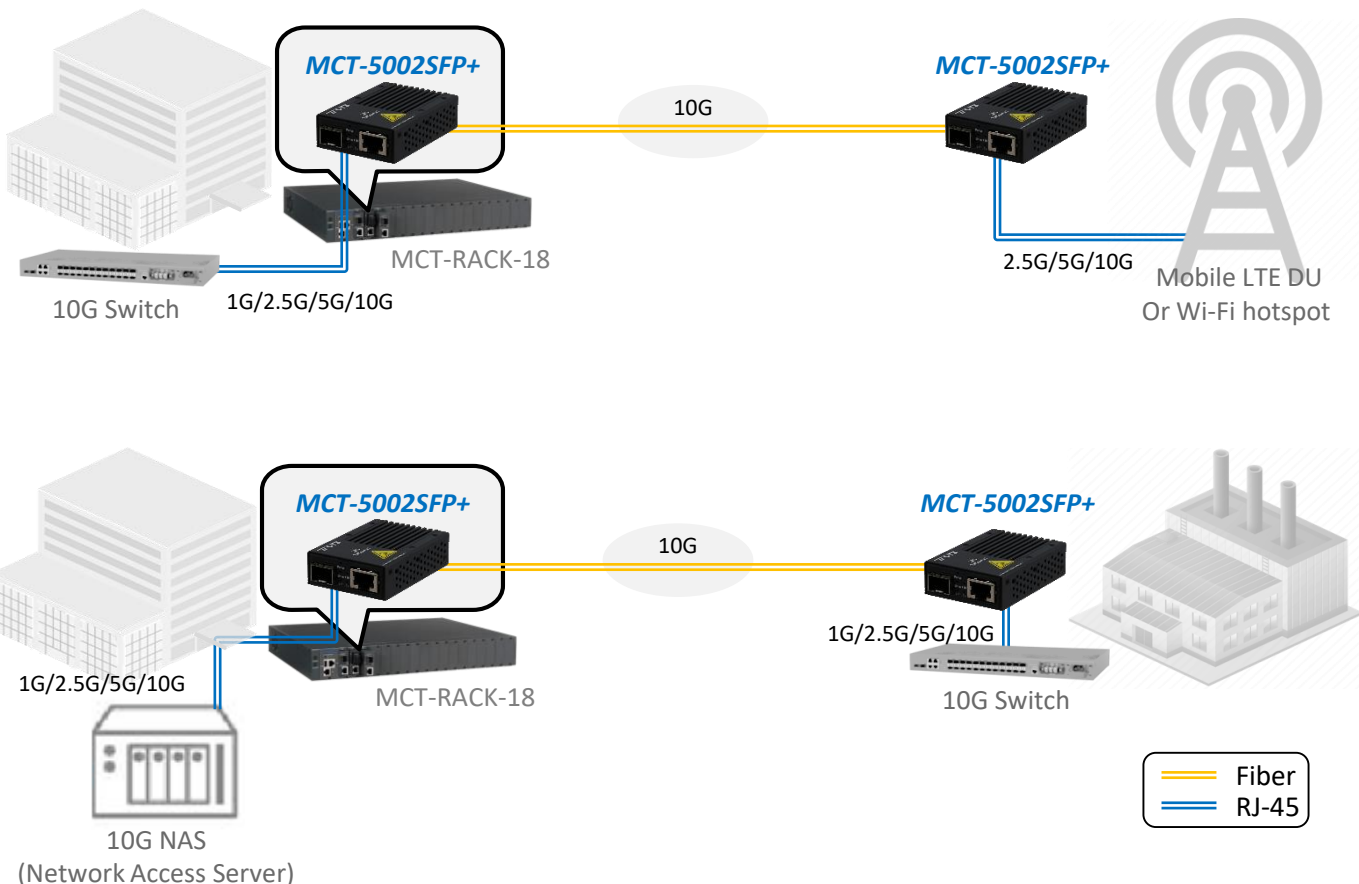 MCT-5002SFP+
MCT-5002SFP+
10G
MCT-RACK-18
10G Switch
1G/2.5G/5G/10G
2.5G/5G/10G
Mobile LTE DU
Or Wi-Fi hotspot
MCT-5002SFP+
MCT-5002SFP+
10G
1G/2.5G/5G/10G
1G/2.5G/5G/10G
MCT-RACK-18
10G Switch
10G NAS
(Network Access Server)
Fiber
RJ-45